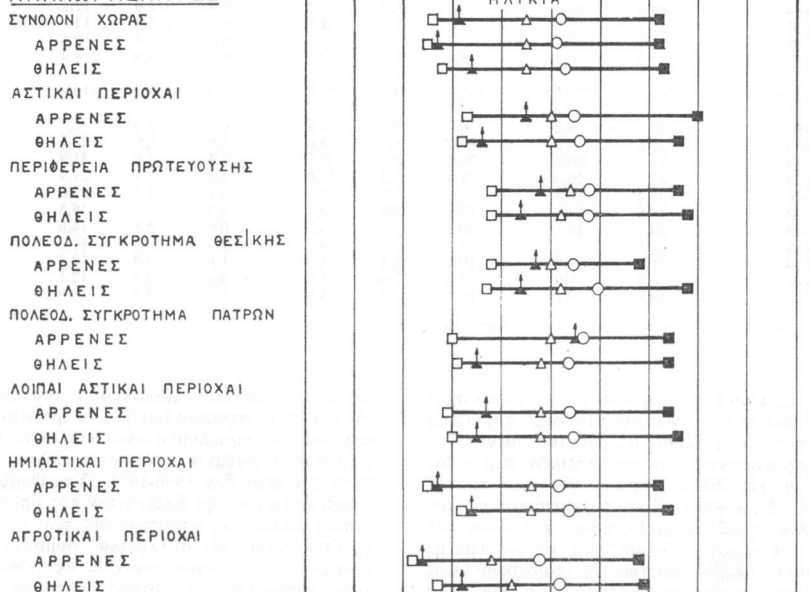 ΗΛΙΚΙΑ
ΣΥΝΟΛΟΝ ΧΩΡΑΣ
ΑΡΡΕΝΕΣ
ΘΗΛΕΙΣ
ΑΣΤΙΚΑΙ ΠΕΡΙΟΧΑΙ
ΑΡΡΕΝΕΣ
ΘΗΛΕΙΣ
ΠΕΡΙΦΕΡΕΙΑ ΠΡΩΤΕΥΟΥΣΗΣ
ΑΡΡΕΝΕΣ
ΘΗΛΕΙΣ
ΠΟΛΕΟΔ. ΣΥΓΚΡΟΤΗΜΑ ΘΕΣ|ΚΗΣ
ΑΡΡΕΝΕΣ
ΘΗΛΕΙΣ
ΠΟΛΕΟΔ. ΣΥΓΚΡΟΤΗΜΑ ΠΑΤΡΩΝ
ΑΡΡΕΝΕΣ
ΘΗΛΕΙΣ
ΛΟΙΠΑΙ ΑΣΤΙΚΑΙ ΠΕΡΙΟΧΑΙ
ΑΡΡΕΝΕΣ
ΘΗΛΕΙΣ
ΗΜΙΑΣΤΙΚΑΙ ΠΕΡΙΟΧΑΙ
ΑΡΡΕΝΕΣ
ΘΗΛΕΙΣ
ΑΓΡΟΤΙΚΑΙ ΠΕΡΙΟΧΑΙ
ΑΡΡΕΝΕΣ
ΘΗΛΕΙΣ